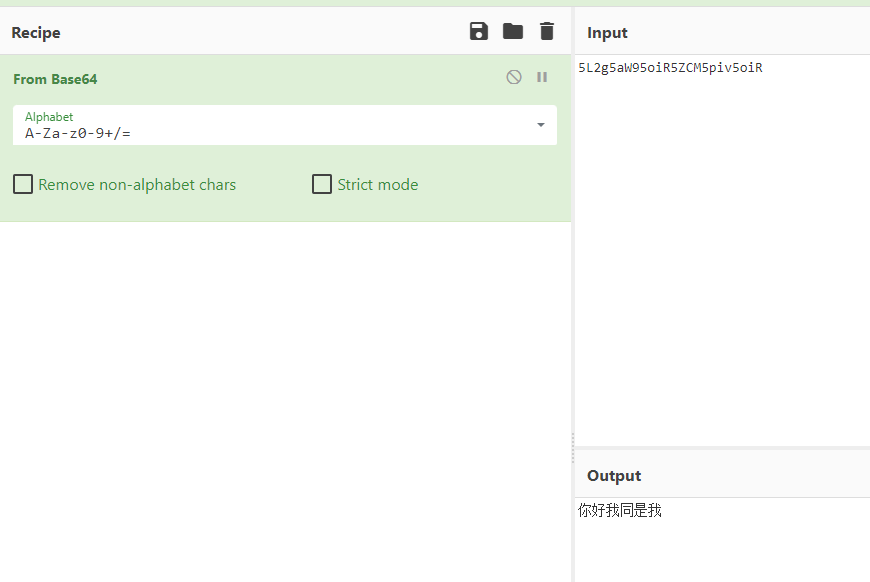 Recipe
From Base64
Alphabet
A-Za-z0-9+/=
Remove non-alphabet chars
Strict mode
Input
5L2g5aW95oiR5ZCM5piv5oiR
Output
你好我同是我